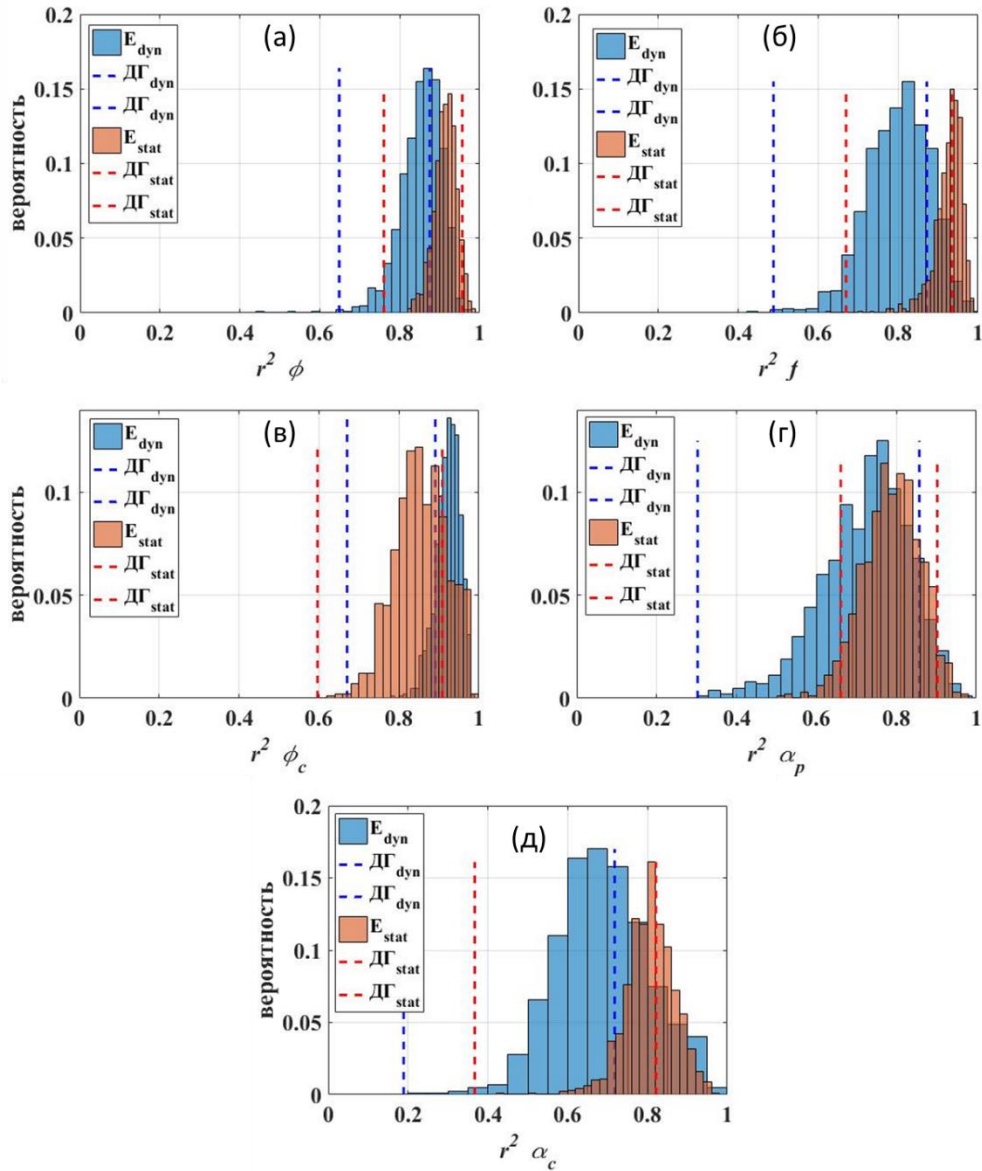 0.2
(а)
E_dyn
ДГ_dyn
ДГ_dyn
E_stat
ДГ_stat
ДГ_stat
0.15
0.1
0.05
0
вероятность
0 0.2 0.4 0.6 0.8 1
r² ϕ
0.2
(б)
E_dyn
ДГ_dyn
ДГ_dyn
E_stat
ДГ_stat
ДГ_stat
0.15
0.1
0.05
0
0 0.2 0.4 0.6 0.8 1
r² f
(в)
E_dyn
ДГ_dyn
ДГ_dyn
E_stat
ДГ_stat
ДГ_stat
0.1
0.05
0
вероятность
0 0.2 0.4 0.6 0.8 1
r² ϕ_c
(г)
E_dyn
ДГ_dyn
ДГ_dyn
E_stat
ДГ_stat
ДГ_stat
0.1
0.05
0
0 0.2 0.4 0.6 0.8 1
r² α_p
0.2
(д)
E_dyn
ДГ_dyn
ДГ_dyn
E_stat
ДГ_stat
ДГ_stat
0.15
0.1
0.05
0
вероятность
0 0.2 0.4 0.6 0.8 1
r² α_c